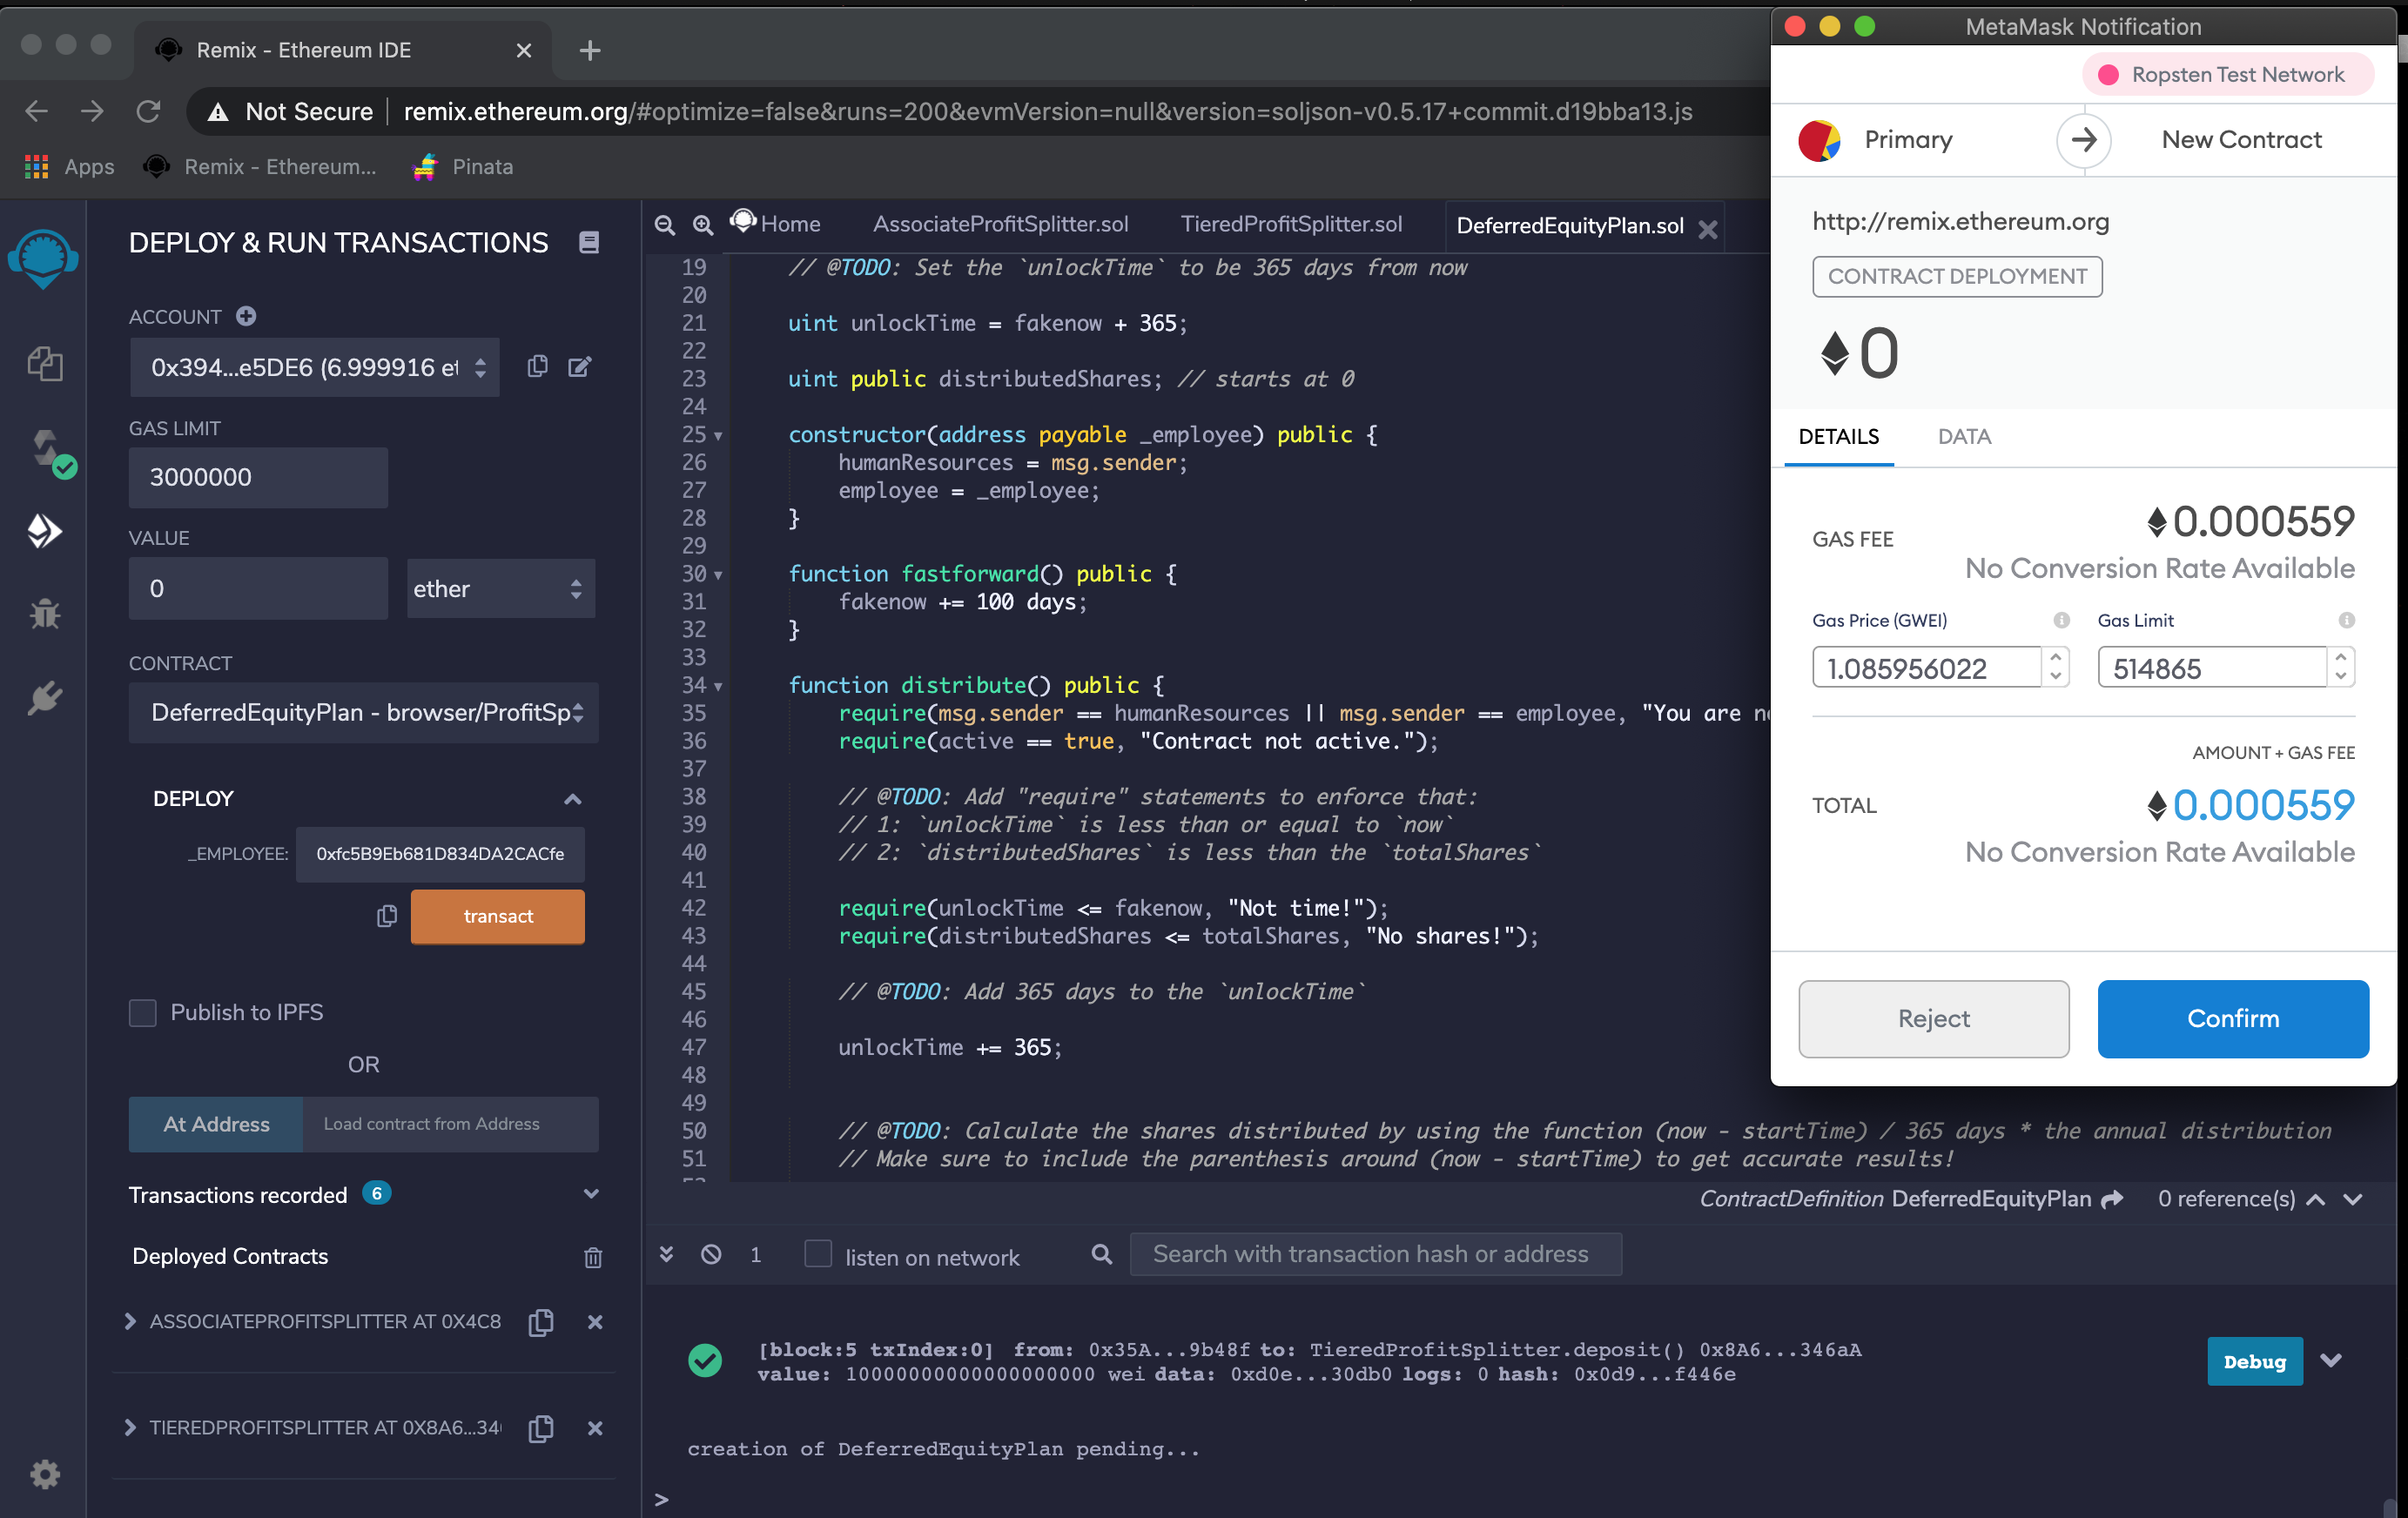 Remix - Ethereum IDE
Not Secure
remix.ethereum.org/#optimize=false&runs=200&evmVersion=null&version=soljson-v0.5.17+commit.d19bba13.js
Apps
Remix - Ethereum...
Pinata
DEPLOY & RUN TRANSACTIONS
ACCOUNT
0x394...e5DE6 (6.999916 et
GAS LIMIT
3000000
VALUE
0
ether
CONTRACT
DeferredEquityPlan - browser/ProfitSp
DEPLOY
_EMPLOYEE:
0xfc5B9Eb681D834DA2CACfe
transact
Publish to IPFS
OR
At Address
Load contract from Address
Transactions recorded 6
Deployed Contracts
ASSOCIATEPROFITSPLITTER AT 0X4C8
TIEREDPROFITSPLITTER AT 0X8A6...34
Home
AssociateProfitSplitter.sol
TieredProfitSplitter.sol
DeferredEquityPlan.sol
19 // @TODO: Set the `unlockTime` to be 365 days from now
20
21 uint unlockTime = fakenow + 365;
22
23 uint public distributedShares; // starts at 0
24
25 constructor(address payable _employee) public {
26 humanResources = msg.sender;
27 employee = _employee;
28 }
29
30 function fastforward() public {
31 fakenow += 100 days;
32 }
33
34 function distribute() public {
35 require(msg.sender == humanResources || msg.sender == employee, "You are n
36 require(active == true, "Contract not active.");
37
38 // @TODO: Add "require" statements to enforce that:
39 // 1: `unlockTime` is less than or equal to `now`
40 // 2: `distributedShares` is less than the `totalShares`
41
42 require(unlockTime <= fakenow, "Not time!");
43 require(distributedShares <= totalShares, "No shares!");
44
45 // @TODO: Add 365 days to the `unlockTime`
46
47 unlockTime += 365;
48
49
50 // @TODO: Calculate the shares distributed by using the function (now - startTime) / 365 days * the annual distribution
51 // Make sure to include the parenthesis around (now - startTime) to get accurate results!
ContractDefinition DeferredEquityPlan 0 reference(s)
1
listen on network
Search with transaction hash or address
[block:5 txIndex:0] from: 0x35A...9b48f to: TieredProfitSplitter.deposit() 0x8A6...346aA
value: 10000000000000000000 wei data: 0xd0e...30db0 logs: 0 hash: 0x0d9...f446e
Debug
creation of DeferredEquityPlan pending...
>
MetaMask Notification
Ropsten Test Network
Primary
New Contract
http://remix.ethereum.org
CONTRACT DEPLOYMENT
0
DETAILS
DATA
GAS FEE
0.000559
No Conversion Rate Available
Gas Price (GWEI)
Gas Limit
1.085956022
514865
AMOUNT + GAS FEE
TOTAL
0.000559
No Conversion Rate Available
Reject
Confirm